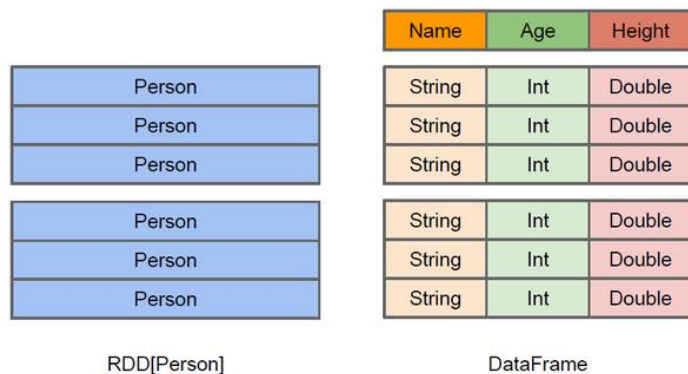 Name Age Height
Person String Int Double
Person String Int Double
Person String Int Double
Person String Int Double
Person String Int Double
Person String Int Double
RDD[Person] DataFrame